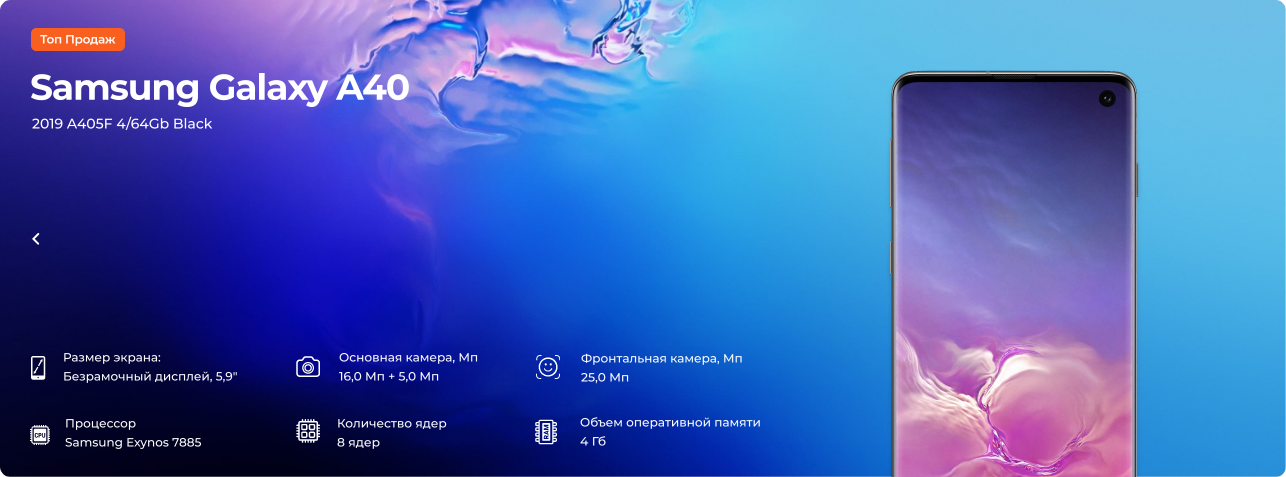 Топ Продаж
Samsung Galaxy A40
2019 A405F 4/64Gb Black
Размер экрана:
Безрамочный дисплей, 5,9"
Основная камера, Мп
16,0 Мп + 5,0 Мп
Фронтальная камера, Мп
25,0 Мп
CPU
Процессор
Samsung Exynos 7885
Количество ядер
8 ядер
Объем оперативной памяти
4 Гб